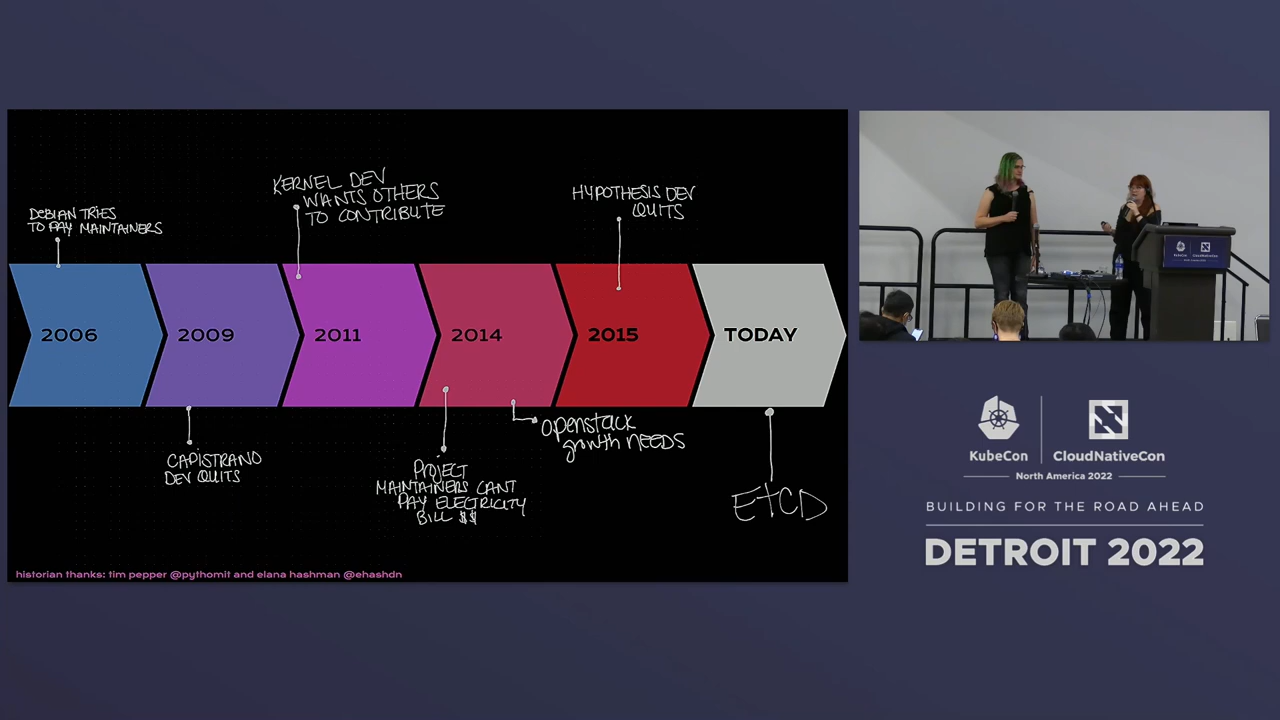 DEBIAN TRIES
TO PAY MAINTAINERS
KERNEL DEV
WANTS OTHERS
TO CONTRIBUTE
HYPOTHESIS DEV
QUITS
2006
2009
2011
2014
2015
TODAY
CAPISTRANO
DEV QUITS
PROJECT
MAINTAINERS CANT
PAY ELECTRICITY
BILL $$
openstack
growth NEEDS
ETCD
historian thanks: tim pepper @pythomit and elana hashman @ehashdn
KubeCon
CloudNativeCon
KubeCon
CloudNativeCon
North America 2022
BUILDING FOR THE ROAD AHEAD
DETROIT 2022